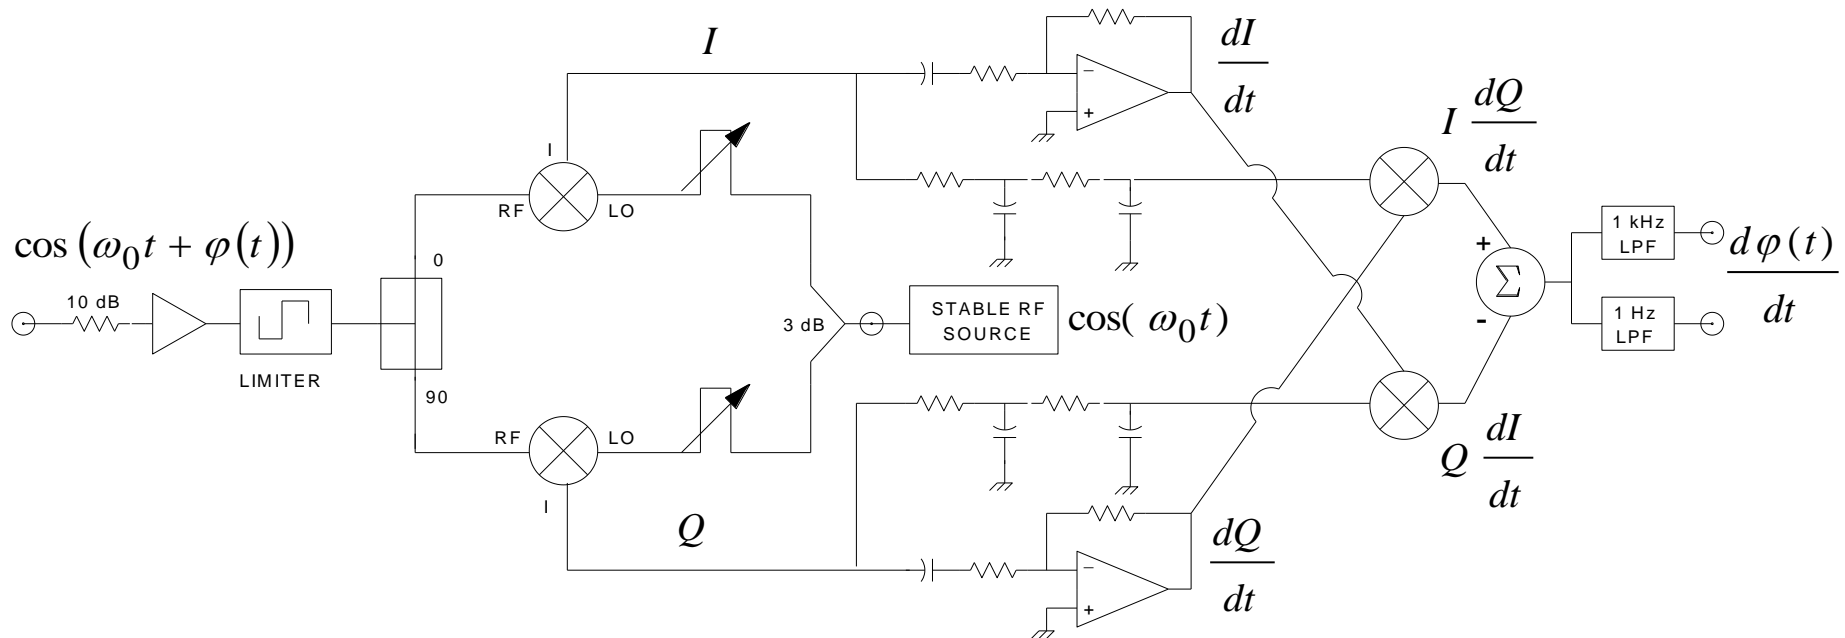 cos (ω₀t + φ(t))
10 dB
LIMITER
0
90
RF
I
LO
RF
I
LO
I
Q
3 dB
STABLE RF
SOURCE
cos( ω₀t)
−
+
dI
dt
−
+
dQ
dt
I dQ
dt
Q dI
dt
+
Σ
-
1 kHz
LPF
1 Hz
LPF
dφ(t)
dt